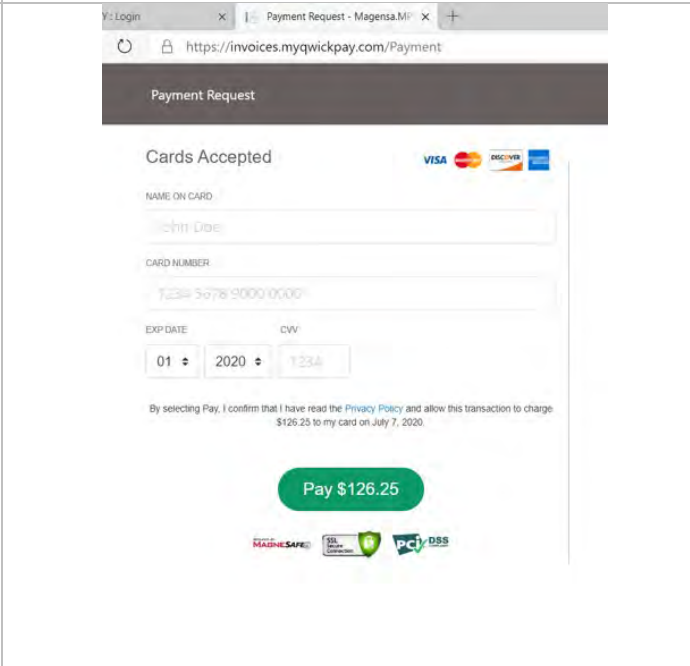 Y : Login
Payment Request - Magensa.MP
https://invoices.myqwickpay.com/Payment
Payment Request
Cards Accepted
VISA DISCOVER
NAME ON CARD
John Doe
CARD NUMBER
1234 5678 9000 0000
EXP DATE CVV
01 2020 1234
By selecting Pay, I confirm that I have read the Privacy Policy and allow this transaction to charge
$126.25 to my card on July 7, 2020.
Pay $126.25
MAGNESAFE SSL Secure Connection PCI DSS